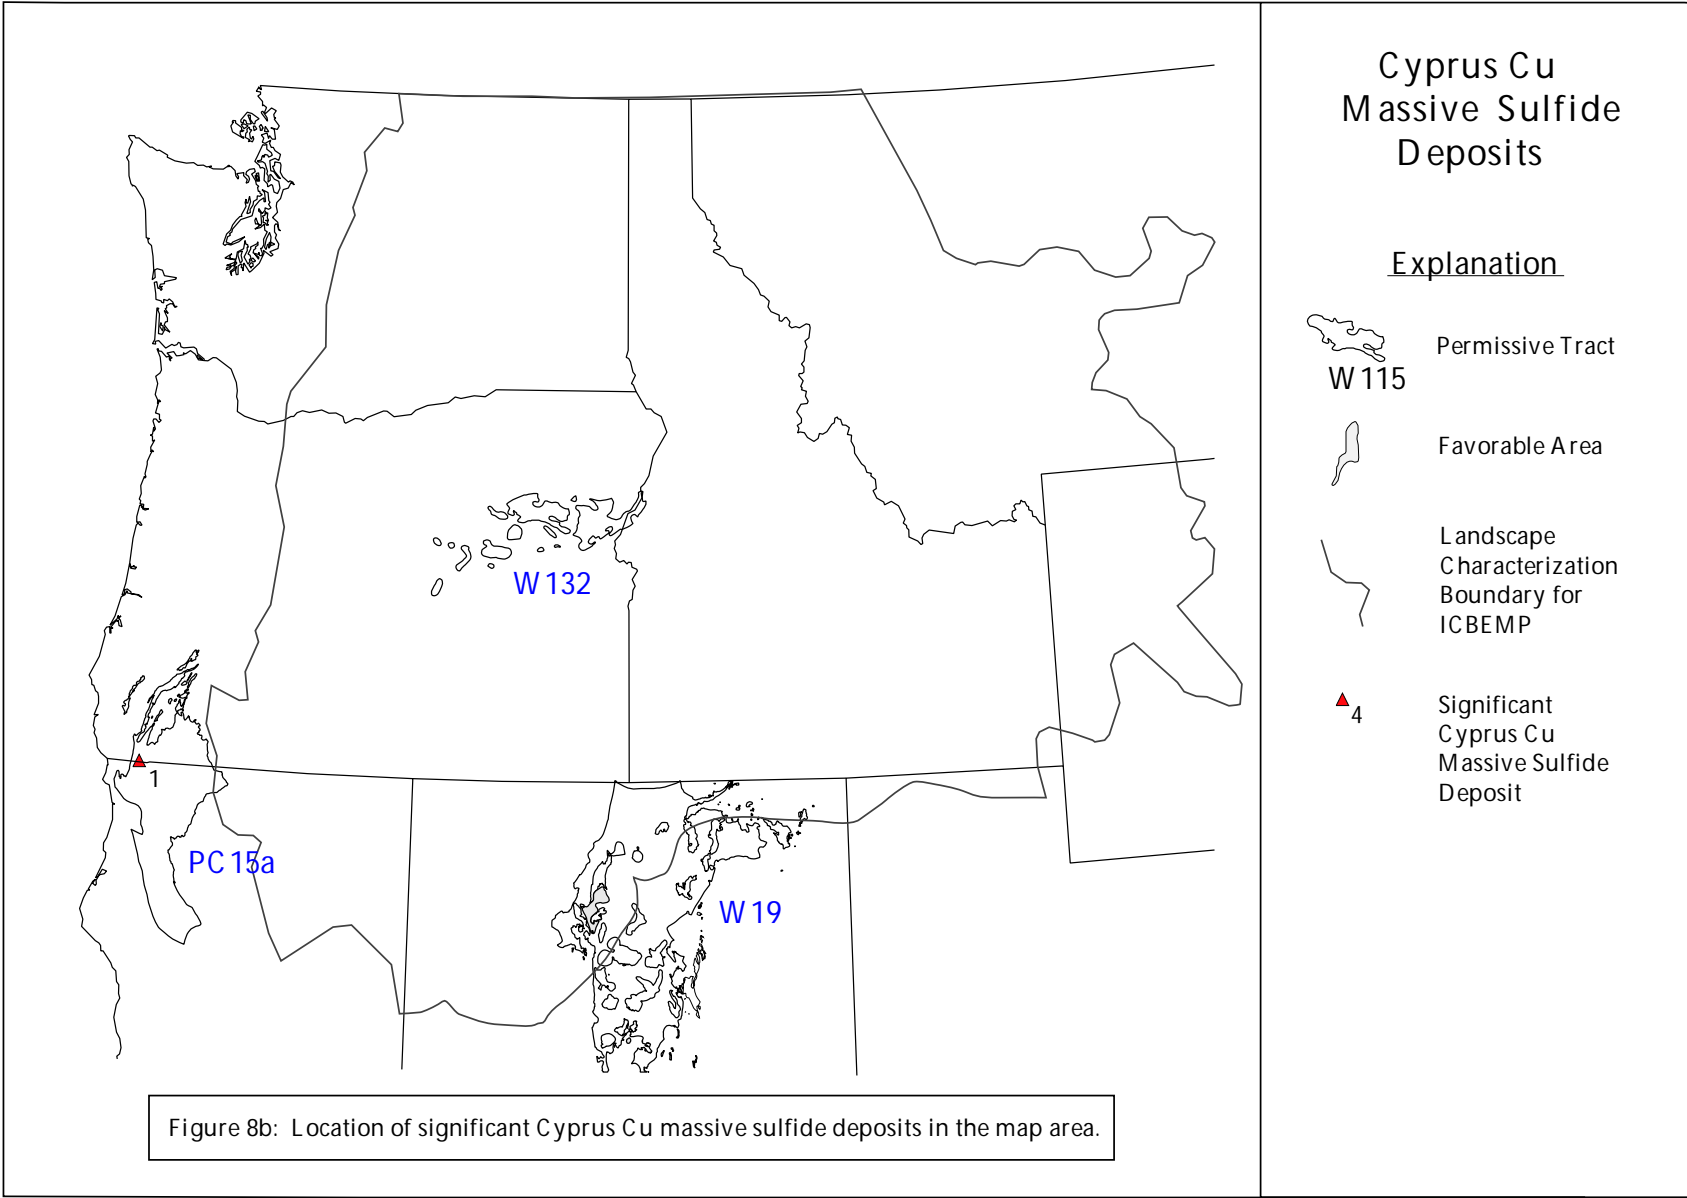 Cyprus Cu
Massive Sulfide
Deposits
Explanation
Permissive Tract
W115
Favorable Area
Landscape
Characterization
Boundary for
ICBEMP
4
Significant
Cyprus Cu
Massive Sulfide
Deposit
W132
1
PC15a
W19
Figure 8b: Location of significant Cyprus Cu massive sulfide deposits in the map area.